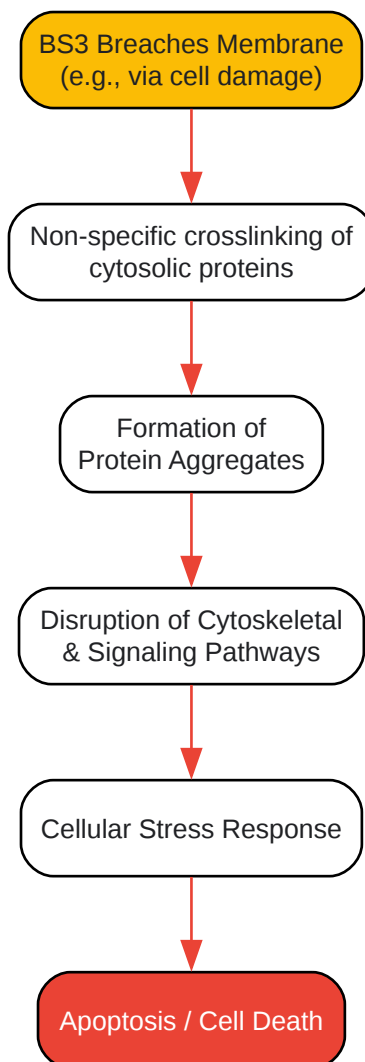 BS3 Breaches Membrane
(e.g., via cell damage)
Non-specific crosslinking of
cytosolic proteins
Formation of
Protein Aggregates
Disruption of Cytoskeletal
& Signaling Pathways
Cellular Stress Response
Apoptosis / Cell Death